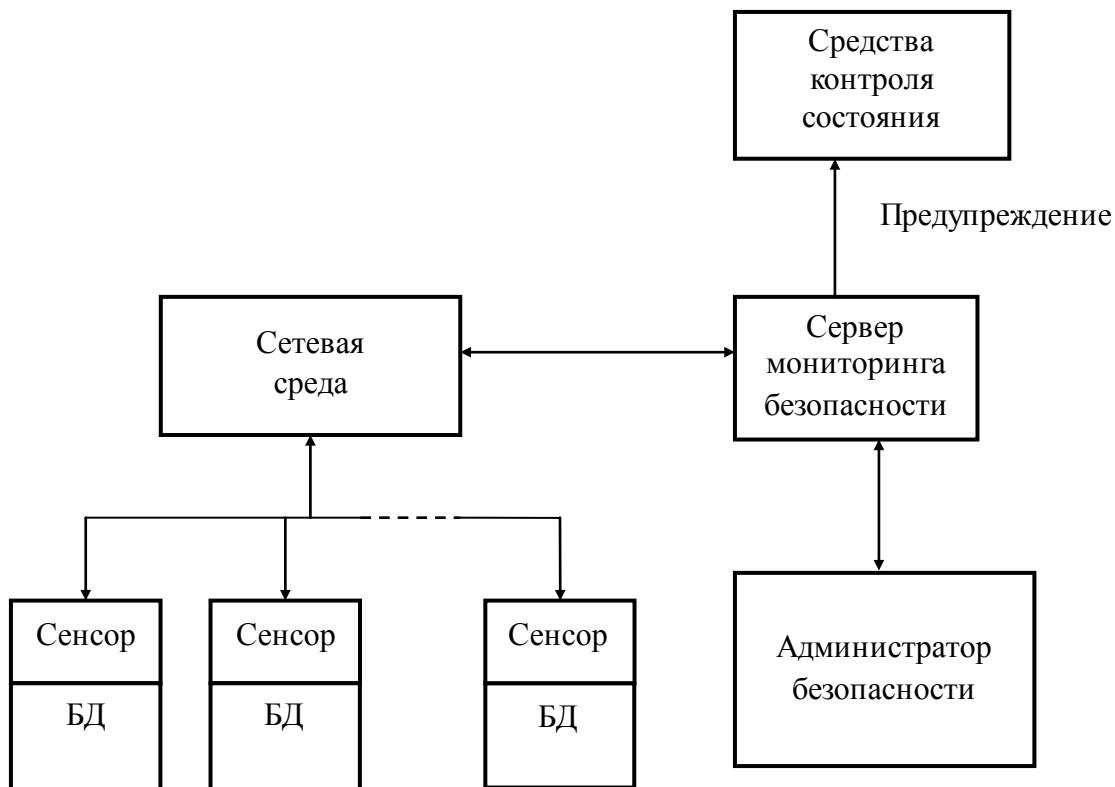 Средства
контроля
состояния
Предупреждение
Сетевая
среда
Сервер
мониторинга
безопасности
Сенсор
Сенсор
Сенсор
БД
БД
БД
Администратор
безопасности